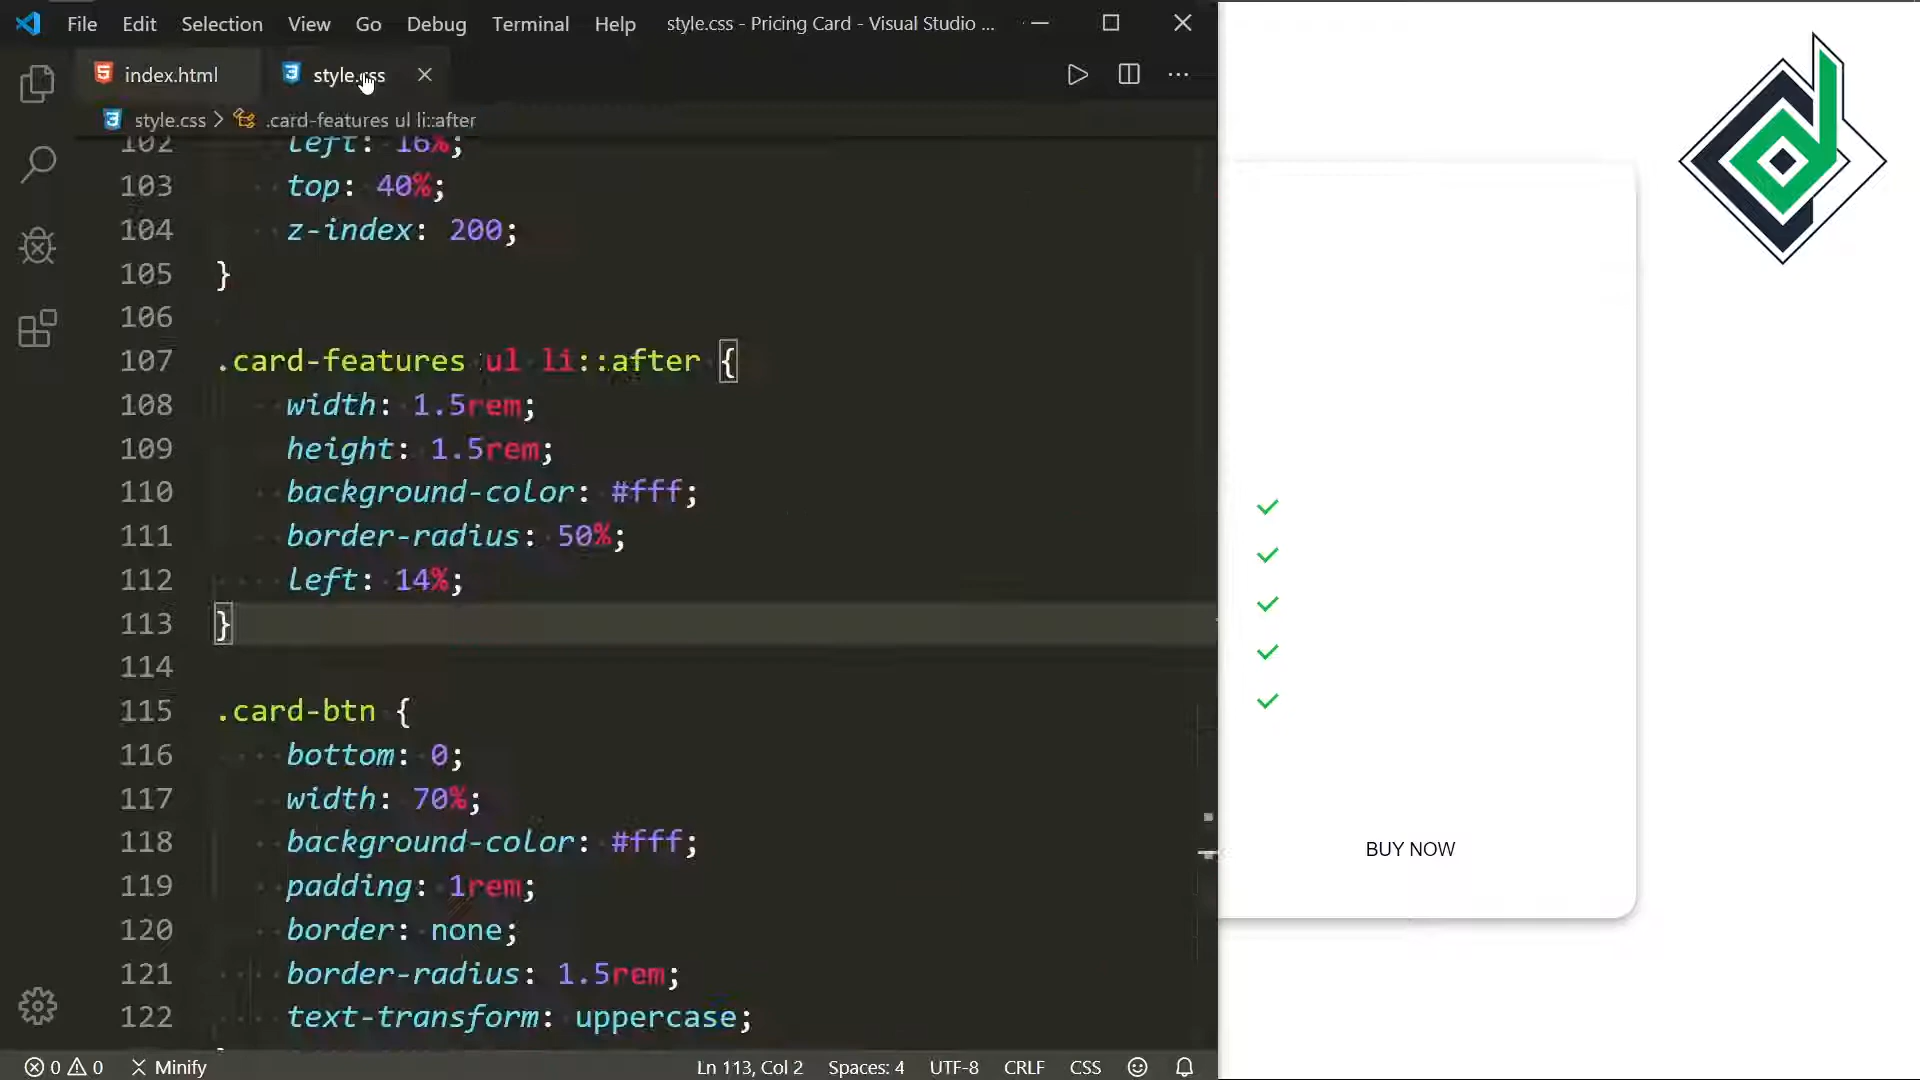 File Edit Selection View Go Debug Terminal Help style.css - Pricing Card - Visual Studio ...
index.html style.css
style.css > .card-features ul li::after
102 left: 16%;
103 top: 40%;
104 z-index: 200;
105 }
106
107 .card-features ul li::after {
108 width: 1.5rem;
109 height: 1.5rem;
110 background-color: #fff;
111 border-radius: 50%;
112 left: 14%;
113 }
114
115 .card-btn {
116 bottom: 0;
117 width: 70%;
118 background-color: #fff;
119 padding: 1rem;
120 border: none;
121 border-radius: 1.5rem;
122 text-transform: uppercase;
0 0 Minify Ln 113, Col 2 Spaces: 4 UTF-8 CRLF CSS
BUY NOW